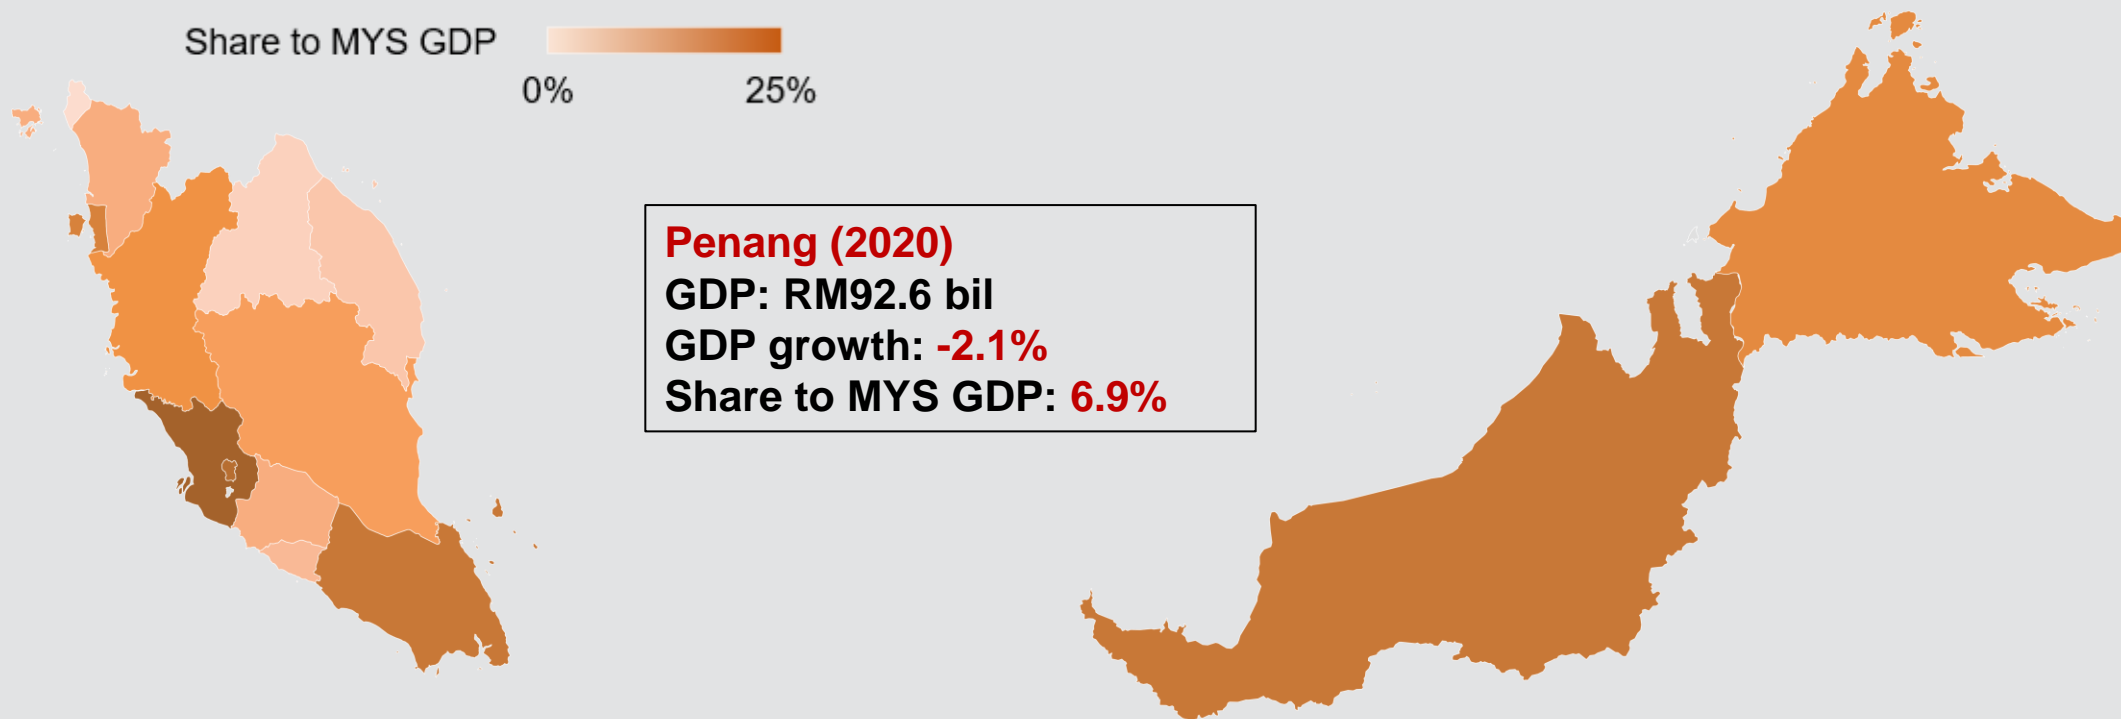 Share to MYS GDP
0% 25%
Penang (2020)
GDP: RM92.6 bil
GDP growth: -2.1%
Share to MYS GDP: 6.9%